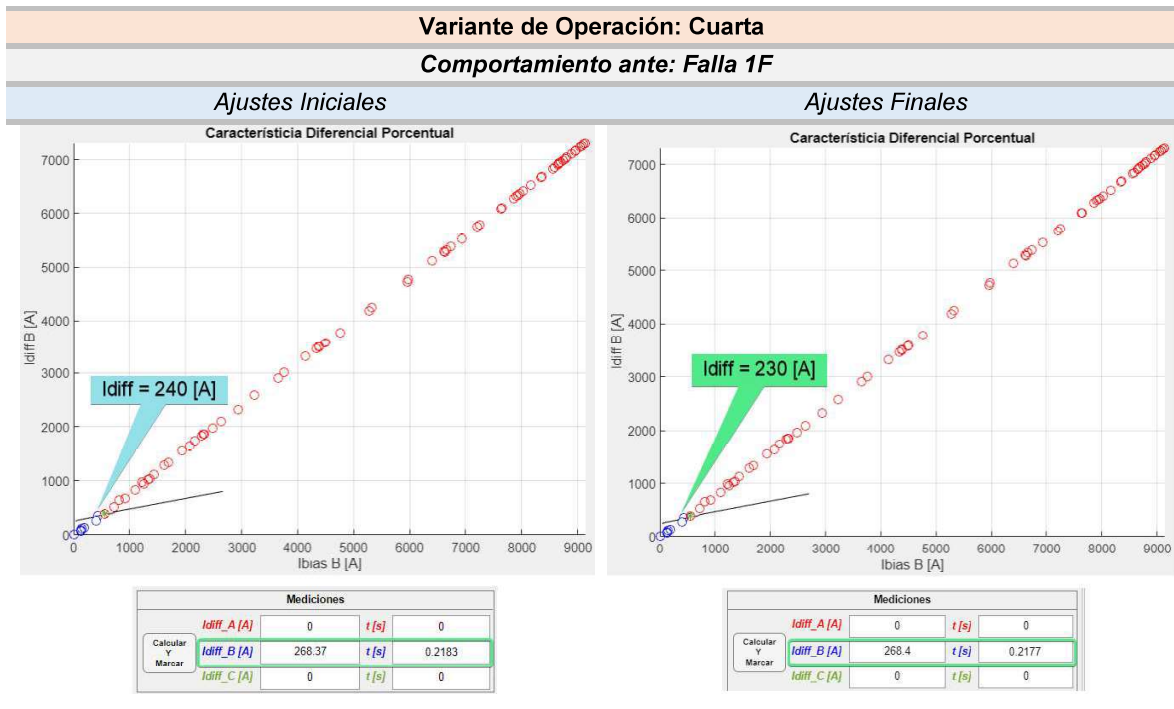 Variante de Operación: Cuarta
Comportamiento ante: Falla 1F
Ajustes Iniciales
Ajustes Finales
Característicia Diferencial Porcentual
7000
6000
5000
4000
3000
2000
1000
0
Idiff B [A]
Idiff = 240 [A]
0 1000 2000 3000 4000 5000 6000 7000 8000 9000
Ibias B [A]
Mediciones
Calcular
Y
Marcar
Idiff_A [A] 0 t [s] 0
Idiff_B [A] 268.37 t [s] 0.2183
Idiff_C [A] 0 t [s] 0
Característicia Diferencial Porcentual
7000
6000
5000
4000
3000
2000
1000
0
Idiff B [A]
Idiff = 230 [A]
0 1000 2000 3000 4000 5000 6000 7000 8000 9000
Ibias B [A]
Mediciones
Calcular
Y
Marcar
Idiff_A [A] 0 t [s] 0
Idiff_B [A] 268.4 t [s] 0.2177
Idiff_C [A] 0 t [s] 0